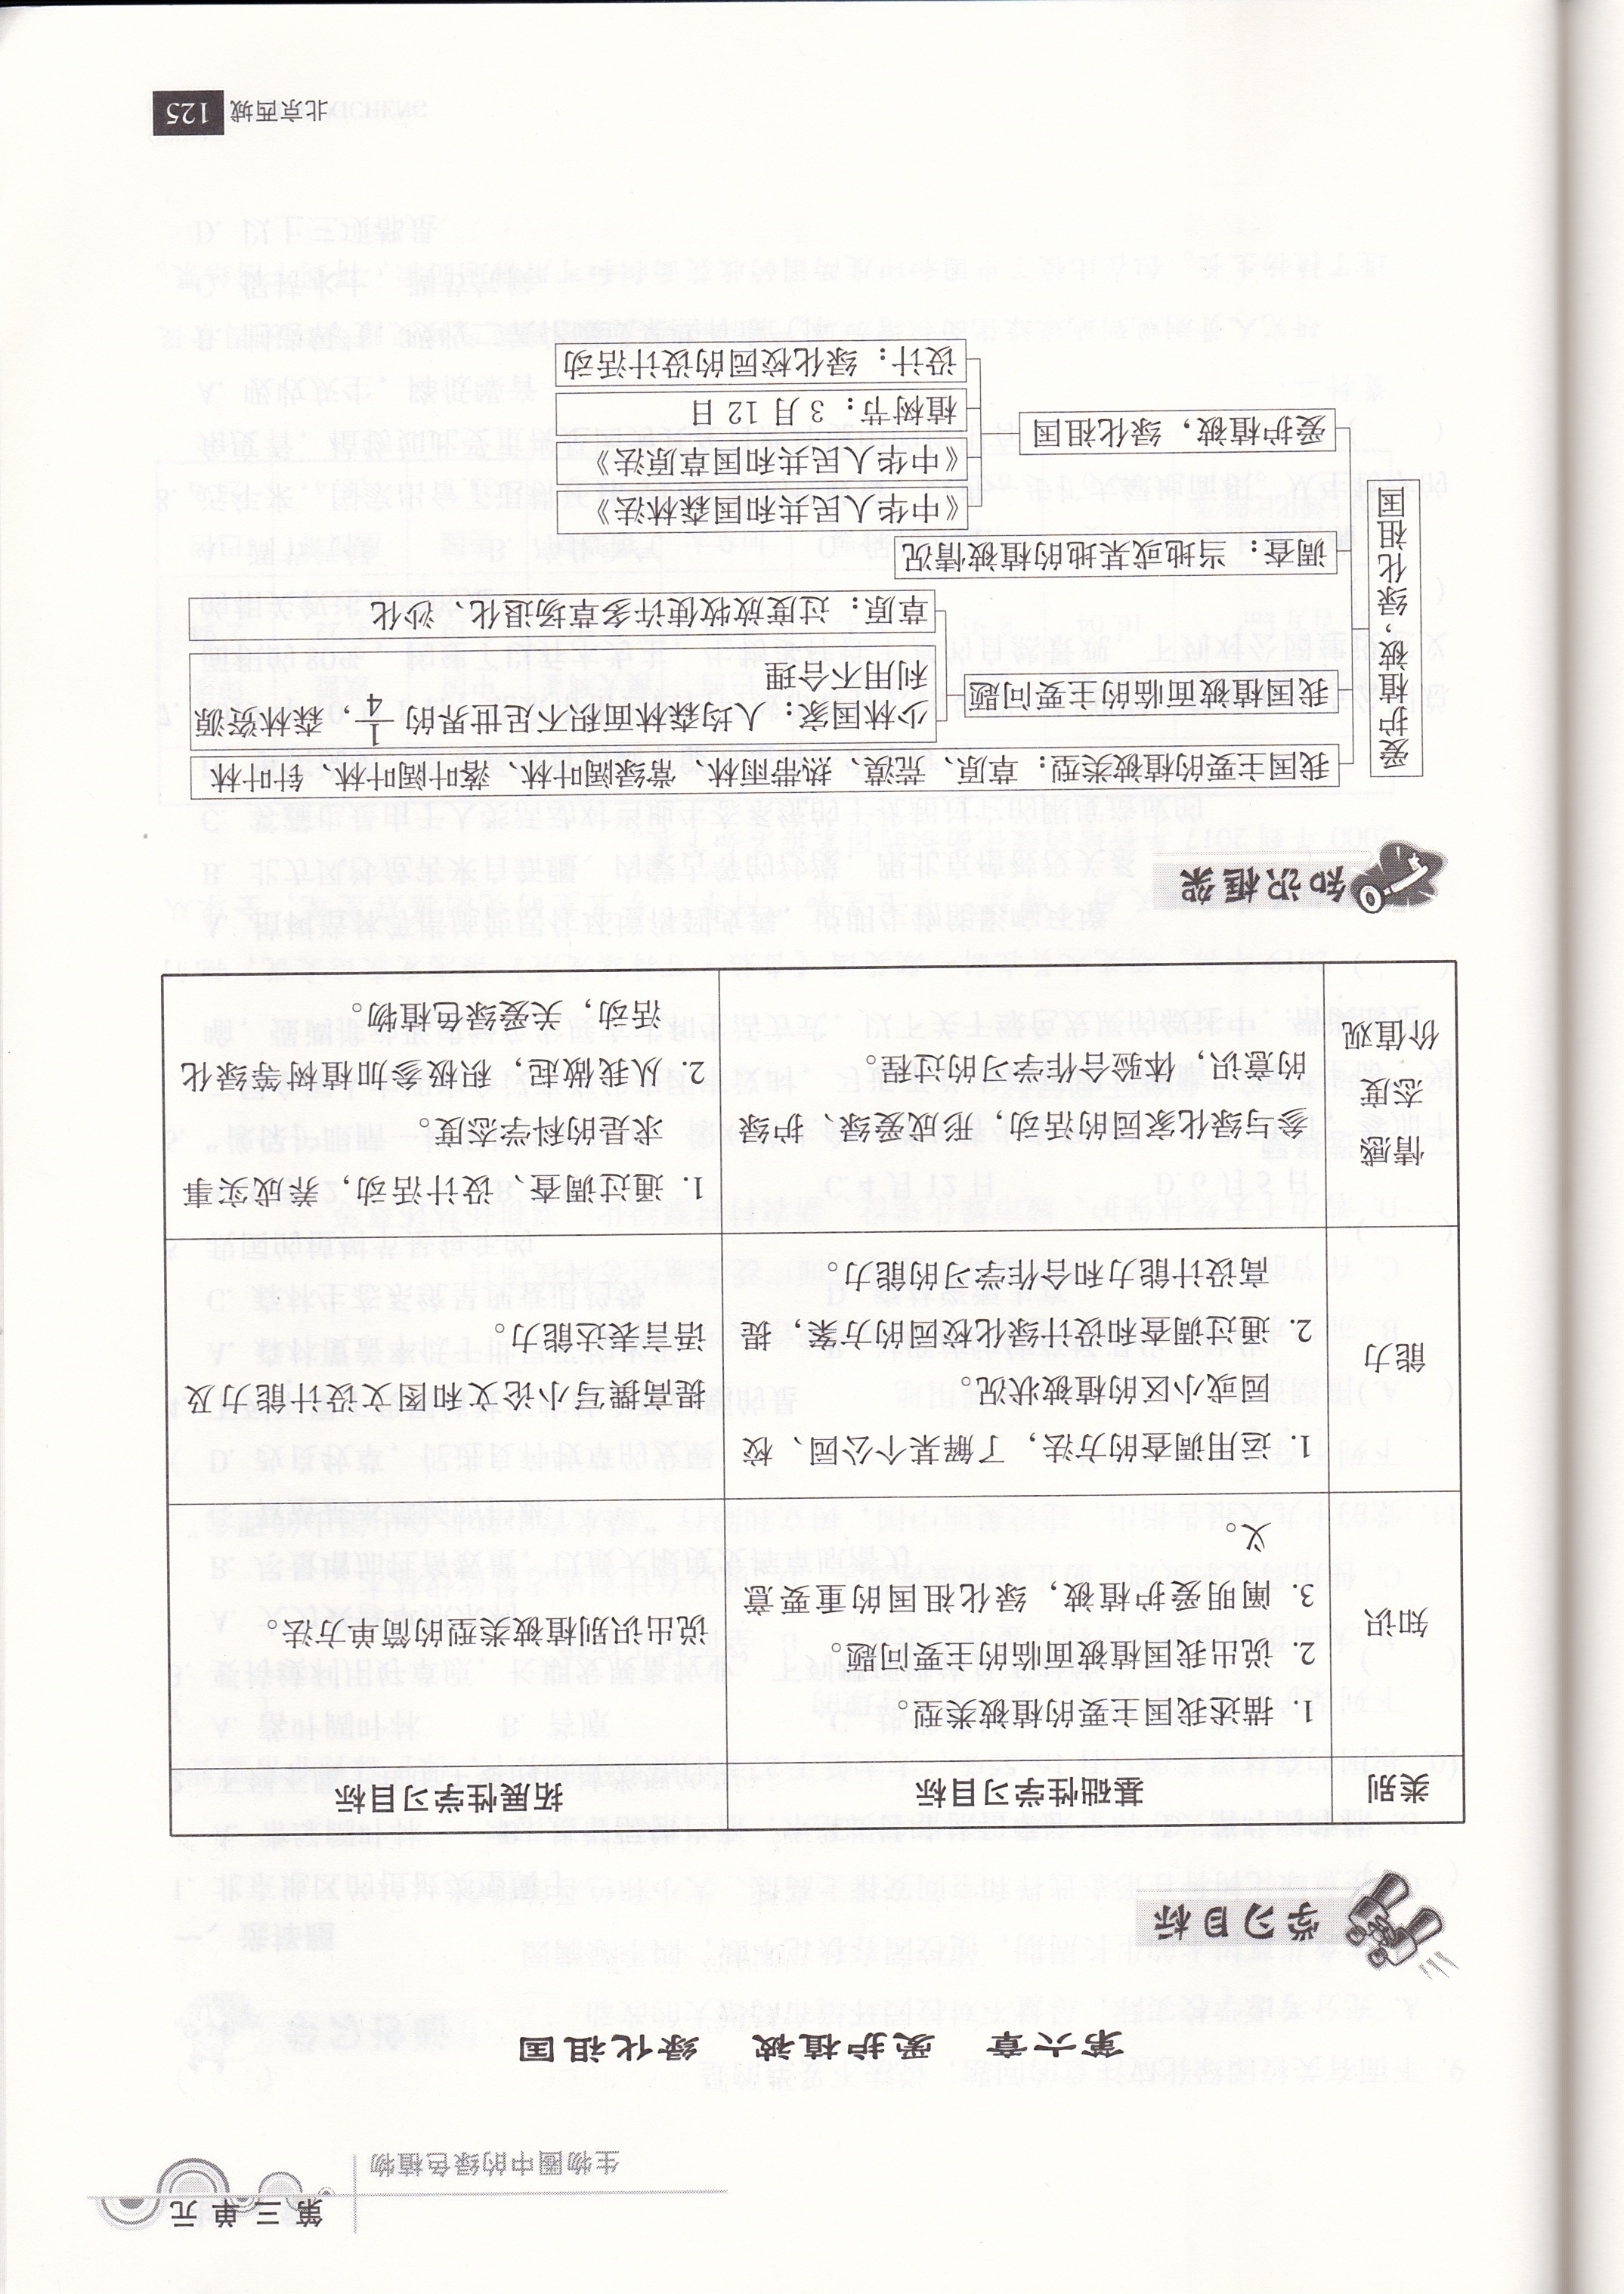 第三单元
生物圈中的绿色植物
第六章 爱护植被 绿化祖国
学习目标
类别 基础性学习目标 拓展性学习目标
知识
1. 描述我国主要的植被类型。
2. 说出我国植被面临的主要问题。
3. 阐明爱护植被，绿化祖国的重要意
义。
说出识别植被类型的简单方法。
能力
1. 运用调查的方法，了解某个公园、校
园或小区的植被状况。
2. 通过调查和设计绿化校园的方案，提
高设计能力和合作学习的能力。
提高撰写小论文和图文设计能力及
语言表达能力。
情感
态度
价值观
参与绿化家园的活动，形成爱绿、护绿
的意识，体验合作学习的过程。
1. 通过调查、设计活动，养成实事
求是的科学态度。
2. 从我做起，积极参加植树等绿化
活动，关爱绿色植物。
知识框架
爱护植被，绿化祖国
我国主要的植被类型：草原、荒漠、热带雨林、常绿阔叶林、落叶阔叶林、针叶林
我国植被面临的主要问题
少林国家：人均森林面积不足世界的1/4，森林资源
利用不合理
草原：过度放牧使许多草场退化、沙化
调查：当地或某地的植被情况
爱护植被，绿化祖国
《中华人民共和国森林法》
《中华人民共和国草原法》
植树节：3月12日
设计：绿化校园的设计活动
北京西城 125